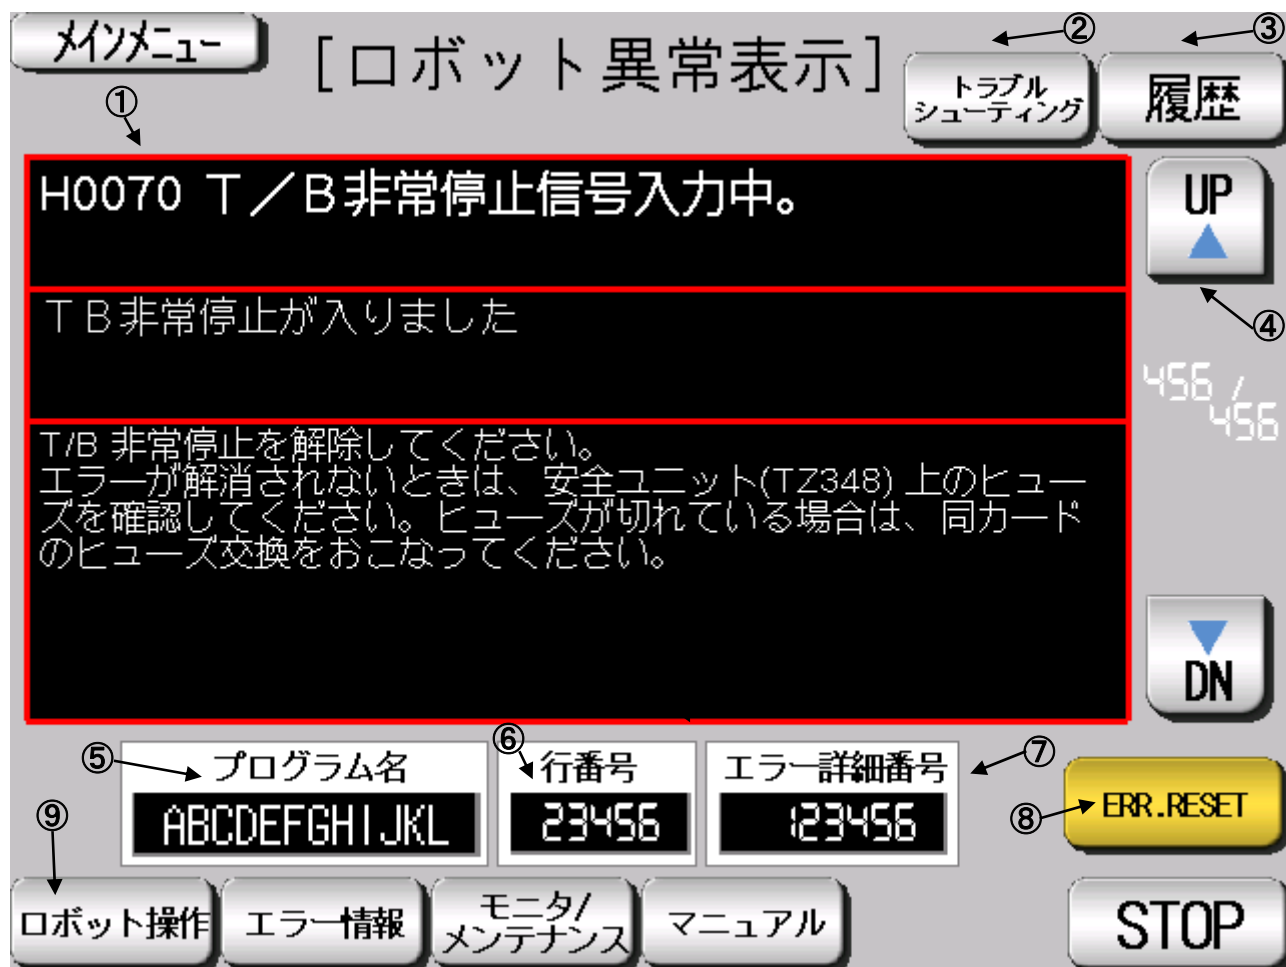 メインメニュー
[ロボット異常表示]
②
③
トラブル
シューティング
履歴
①
H0070 T/B非常停止信号入力中。
UP
TB非常停止が入りました
④
456/
456
T/B 非常停止を解除してください。
エラーが解消されないときは、安全ユニット(TZ348) 上のヒュー
ズを確認してください。ヒューズが切れている場合は、同カード
のヒューズ交換をおこなってください。
DN
⑤
プログラム名
ABCDEFGHIJKL
⑥
行番号
23456
エラー詳細番号
123456
⑦
⑧
ERR.RESET
⑨
ロボット操作
エラー情報
モニタ/
メンテナンス
マニュアル
STOP